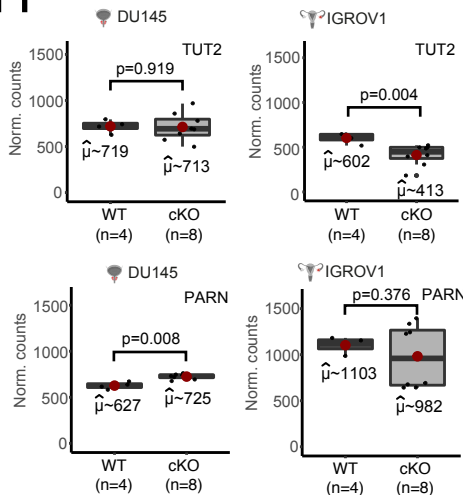 H
DU145
TUT2
Norm. counts
1500
1000
500
0
p=0.919
μ̂~719
μ̂~713
WT
(n=4)
cKO
(n=8)
IGROV1
TUT2
Norm. counts
1500
1000
500
0
p=0.004
μ̂~602
μ̂~413
WT
(n=4)
cKO
(n=8)
DU145
PARN
Norm. counts
1500
1000
500
0
p=0.008
μ̂~627
μ̂~725
WT
(n=4)
cKO
(n=8)
IGROV1
PARN
Norm. counts
1500
1000
500
0
p=0.376
μ̂~1103
μ̂~982
WT
(n=4)
cKO
(n=8)